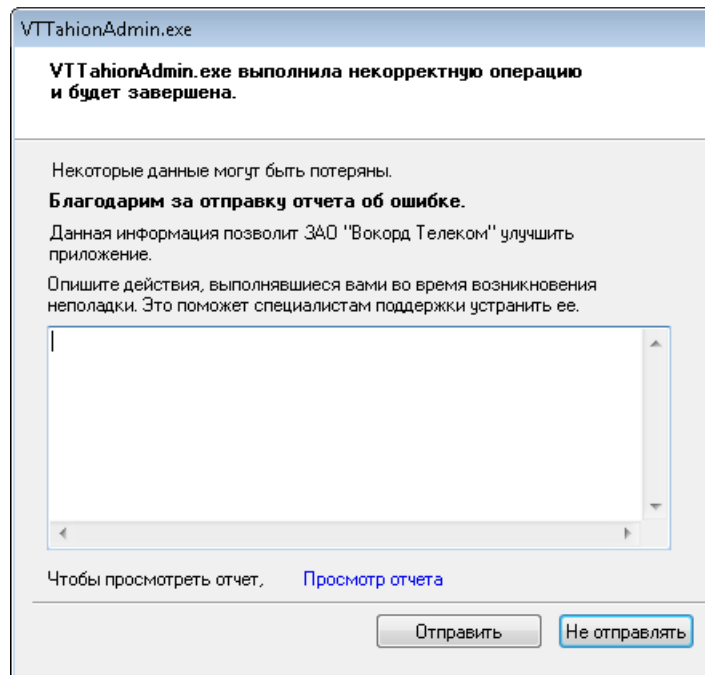 VTTahionAdmin.exe
VTTahionAdmin.exe выполнила некорректную операцию
и будет завершена.
Некоторые данные могут быть потеряны.
Благодарим за отправку отчета об ошибке.
Данная информация позволит ЗАО "Вокорд Телеком" улучшить
приложение.
Опишите действия, выполнявшиеся вами во время возникновения
неполадки. Это поможет специалистам поддержки устранить ее.
Чтобы просмотреть отчет, Просмотр отчета
Отправить Не отправлять